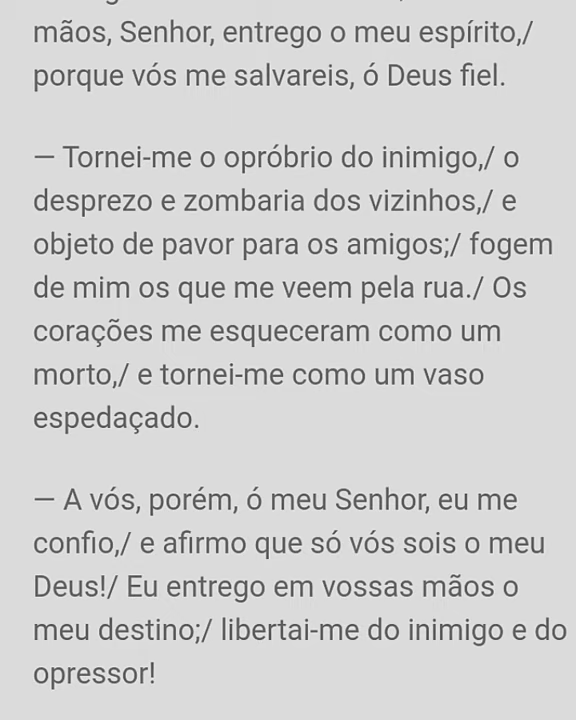 mãos, Senhor, entrego o meu espírito,/
porque vós me salvareis, ó Deus fiel.
— Tornei-me o opróbrio do inimigo,/ o
desprezo e zombaria dos vizinhos,/ e
objeto de pavor para os amigos;/ fogem
de mim os que me veem pela rua./ Os
corações me esqueceram como um
morto,/ e tornei-me como um vaso
espedaçado.
— A vós, porém, ó meu Senhor, eu me
confio,/ e afirmo que só vós sois o meu
Deus!/ Eu entrego em vossas mãos o
meu destino;/ libertai-me do inimigo e do
opressor!